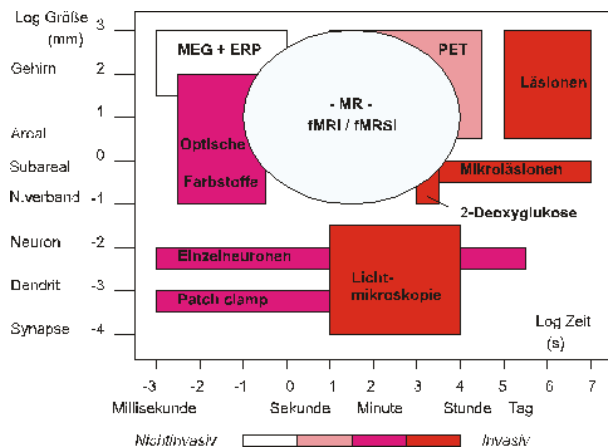 Log Größe
(mm)
Gehirn
Areal
Subareal
N.verband
Neuron
Dendrit
Synapse
3
2
1
0
-1
-2
-3
-4
MEG + ERP
PET
Läsionen
- MR -
fMRI / fMRSI
Optische
Farbstoffe
Mikroläsionen
2-Deoxyglukose
Einzelneuronen
Licht-
mikroskopie
Patch clamp
Log Zeit
(s)
-3 -2 -1 0 1 2 3 4 5 6 7
Millisekunde Sekunde Minute Stunde Tag
Nichtinvasiv Invasiv